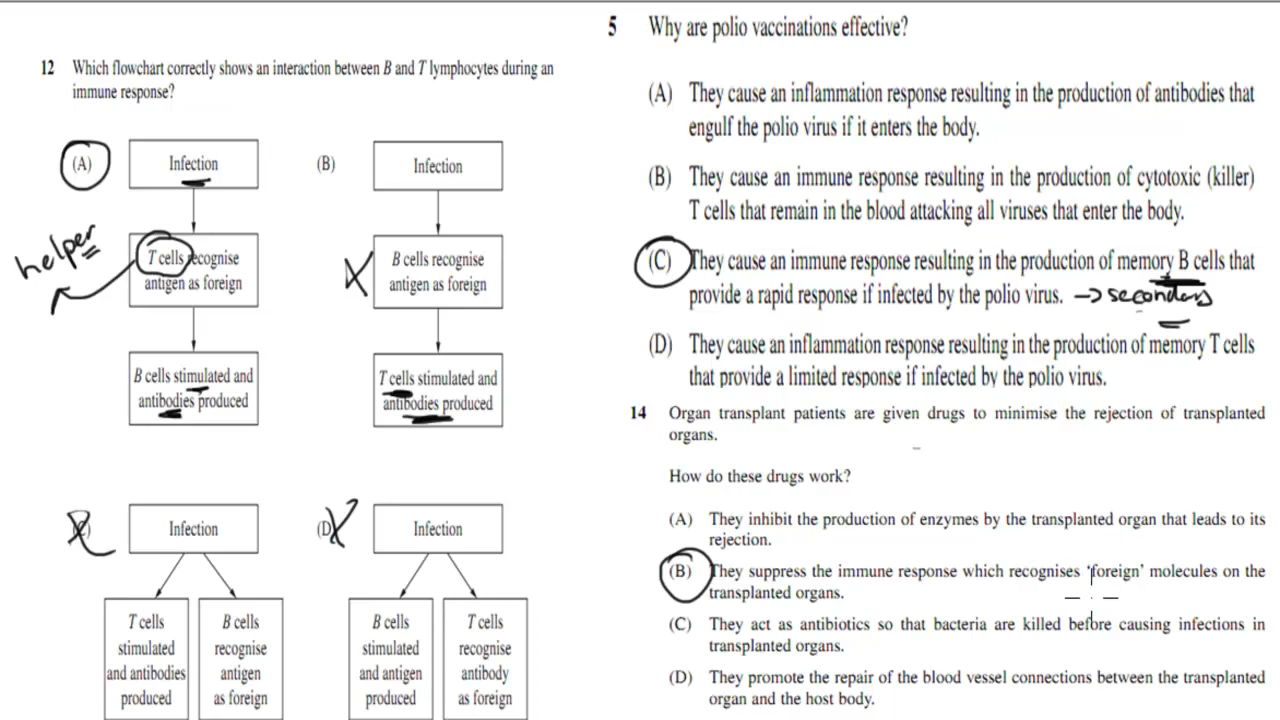 12 Which flowchart correctly shows an interaction between B and T lymphocytes during an
immune response?
(A)
Infection
helper
T cells recognise
antigen as foreign
B cells stimulated and
antibodies produced
(B)
Infection
B cells recognise
antigen as foreign
T cells stimulated and
antibodies produced
Infection
T cells
stimulated
and antibodies
produced
B cells
recognise
antigen
as foreign
(D)
Infection
B cells
stimulated
and antigen
produced
T cells
recognise
antibody
as foreign
5 Why are polio vaccinations effective?
(A) They cause an inflammation response resulting in the production of antibodies that
engulf the polio virus if it enters the body.
(B) They cause an immune response resulting in the production of cytotoxic (killer)
T cells that remain in the blood attacking all viruses that enter the body.
(C) They cause an immune response resulting in the production of memory B cells that
provide a rapid response if infected by the polio virus. → secondary
(D) They cause an inflammation response resulting in the production of memory T cells
that provide a limited response if infected by the polio virus.
14 Organ transplant patients are given drugs to minimise the rejection of transplanted
organs.
How do these drugs work?
(A) They inhibit the production of enzymes by the transplanted organ that leads to its
rejection.
(B) They suppress the immune response which recognises ‘foreign’ molecules on the
transplanted organs.
(C) They act as antibiotics so that bacteria are killed before causing infections in
transplanted organs.
(D) They promote the repair of the blood vessel connections between the transplanted
organ and the host body.